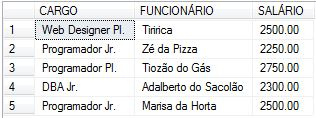 CARGO FUNCIONÁRIO SALÁRIO
1 Web Designer Pl. Tiririca 2500.00
2 Programador Jr. Zé da Pizza 2250.00
3 Programador Pl. Tiozão do Gás 2750.00
4 DBA Jr. Adalberto do Sacolão 2300.00
5 Programador Jr. Marisa da Horta 2500.00